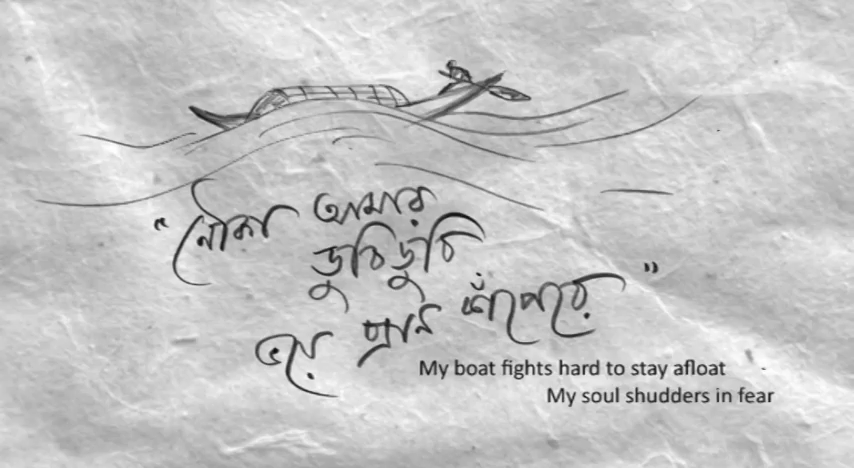 "নৌকা আমার
ডুবিডুবি
ভয়ে প্রান কাঁপেরে"
My boat fights hard to stay afloat
My soul shudders in fear